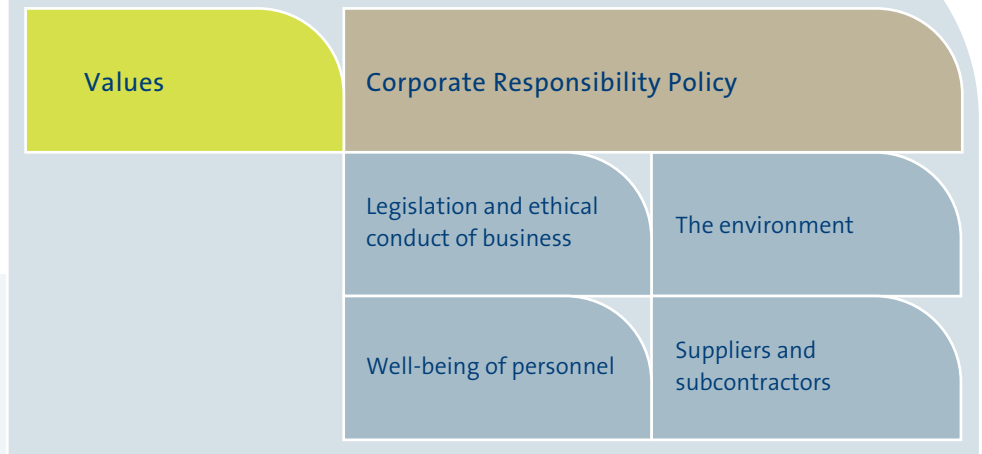 Values
Corporate Responsibility Policy
Legislation and ethical
conduct of business
The environment
Well-being of personnel
Suppliers and
subcontractors